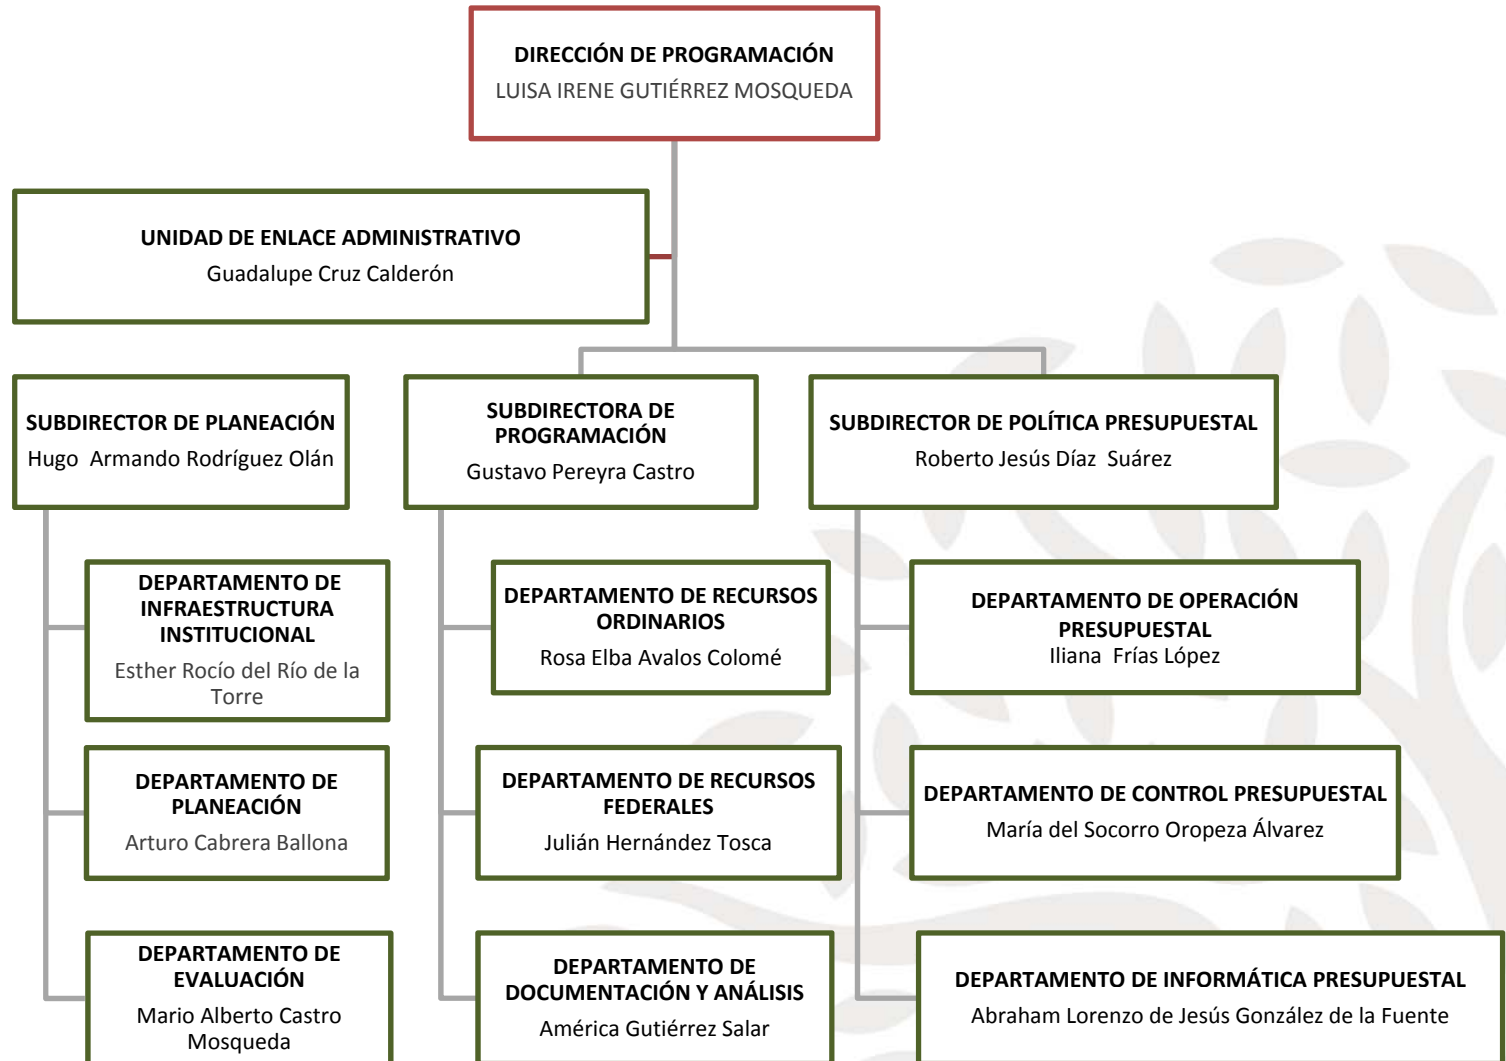 DIRECCIÓN DE PROGRAMACIÓN
LUISA IRENE GUTIÉRREZ MOSQUEDA
UNIDAD DE ENLACE ADMINISTRATIVO
Guadalupe Cruz Calderón
SUBDIRECTOR DE PLANEACIÓN
Hugo Armando Rodríguez Olán
DEPARTAMENTO DE
INFRAESTRUCTURA
INSTITUCIONAL
Esther Rocío del Río de la
Torre
DEPARTAMENTO DE
PLANEACIÓN
Arturo Cabrera Ballona
DEPARTAMENTO DE
EVALUACIÓN
Mario Alberto Castro
Mosqueda
SUBDIRECTORA DE
PROGRAMACIÓN
Gustavo Pereyra Castro
DEPARTAMENTO DE RECURSOS
ORDINARIOS
Rosa Elba Avalos Colomé
DEPARTAMENTO DE RECURSOS
FEDERALES
Julián Hernández Tosca
DEPARTAMENTO DE
DOCUMENTACIÓN Y ANÁLISIS
América Gutiérrez Salar
SUBDIRECTOR DE POLÍTICA PRESUPUESTAL
Roberto Jesús Díaz Suárez
DEPARTAMENTO DE OPERACIÓN
PRESUPUESTAL
Iliana Frías López
DEPARTAMENTO DE CONTROL PRESUPUESTAL
María del Socorro Oropeza Álvarez
DEPARTAMENTO DE INFORMÁTICA PRESUPUESTAL
Abraham Lorenzo de Jesús González de la Fuente